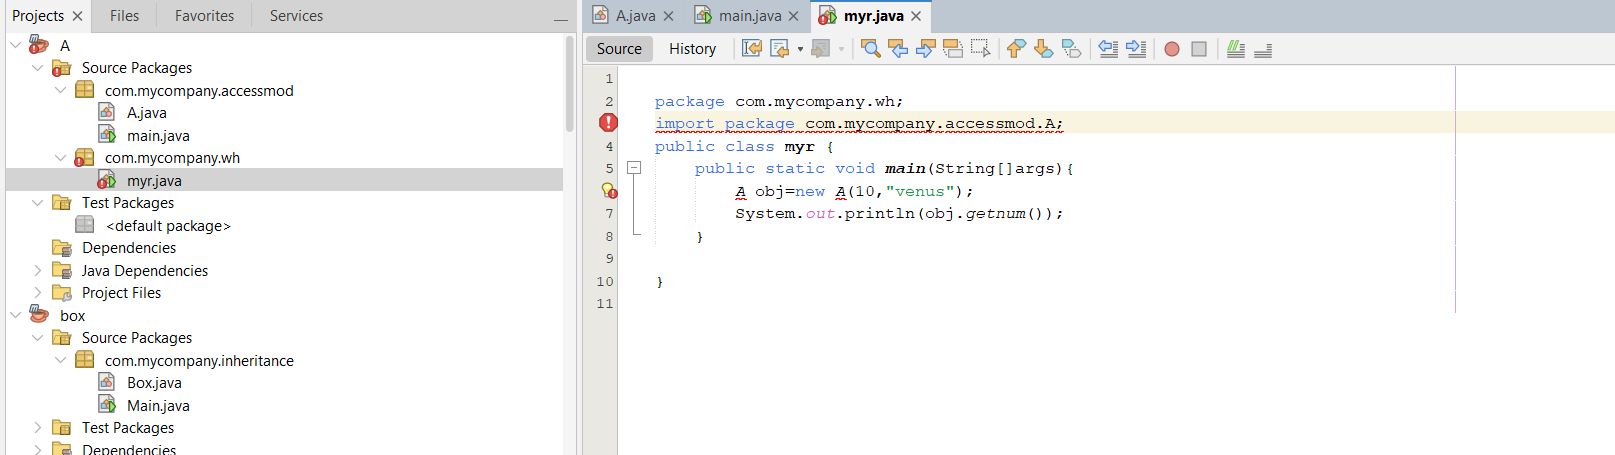 Projects
Files
Favorites
Services
A
Source Packages
com.mycompany.accessmod
A.java
main.java
com.mycompany.wh
myr.java
Test Packages
<default package>
Dependencies
Java Dependencies
Project Files
box
Source Packages
com.mycompany.inheritance
Box.java
Main.java
Test Packages
Dependencies
A.java
main.java
myr.java
Source
History
1
2 package com.mycompany.wh;
import package com.mycompany.accessmod.A;
4 public class myr {
5 public static void main(String[]args){
A obj=new A(10,"venus");
7 System.out.println(obj.getnum());
8 }
9
10 }
11